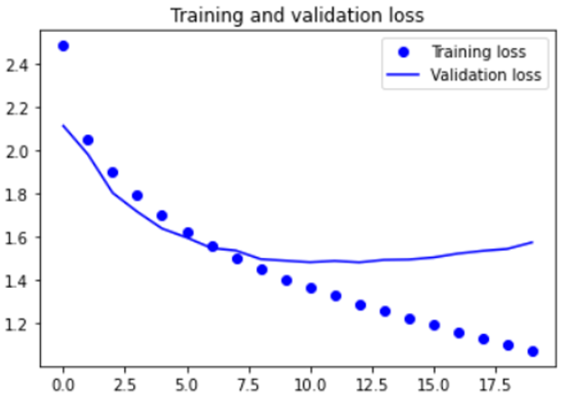 Training and validation loss
Training loss
Validation loss
2.4
2.2
2.0
1.8
1.6
1.4
1.2
0.0 2.5 5.0 7.5 10.0 12.5 15.0 17.5